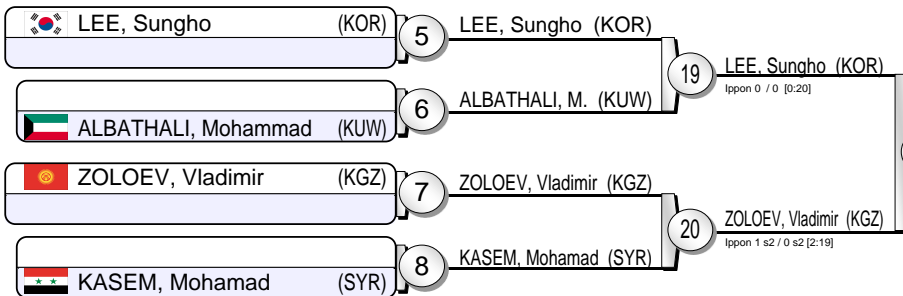 LEE, Sungho (KOR)
5
LEE, Sungho (KOR)
19
LEE, Sungho (KOR)
Ippon 0 / 0 [0:20]
6
ALBATHALI, M. (KUW)
ALBATHALI, Mohammad (KUW)
ZOLOEV, Vladimir (KGZ)
7
ZOLOEV, Vladimir (KGZ)
20
ZOLOEV, Vladimir (KGZ)
Ippon 1 s2 / 0 s2 [2:19]
8
KASEM, Mohamad (SYR)
KASEM, Mohamad (SYR)